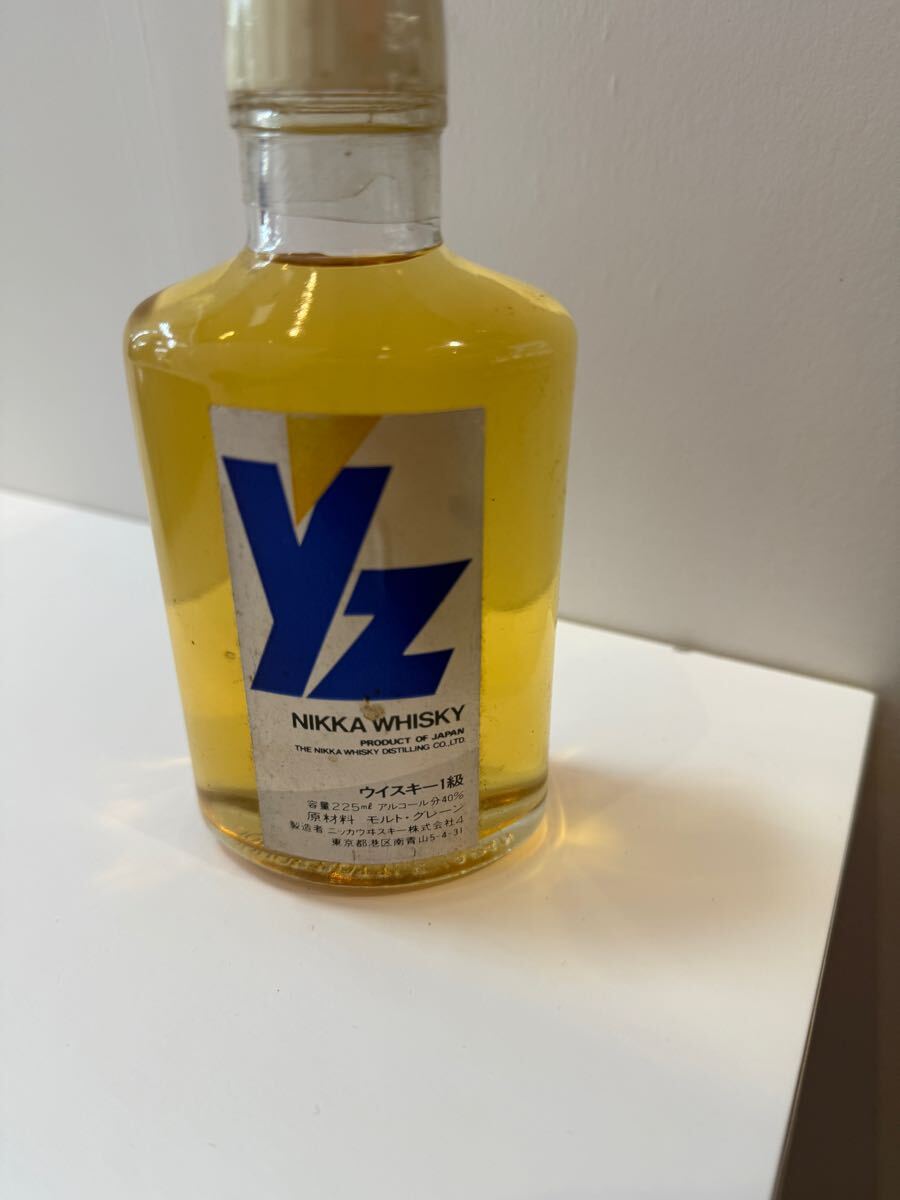 YZ
NIKKA WHISKY
PRODUCT OF JAPAN
THE NIKKA WHISKY DISTILLING CO.,LTD.
ウイスキー1級
容量225ml アルコール分40%
原材料 モルト・グレーン
製造者 ニッカウヰスキー株式会社4
東京都港区南青山5-4-31